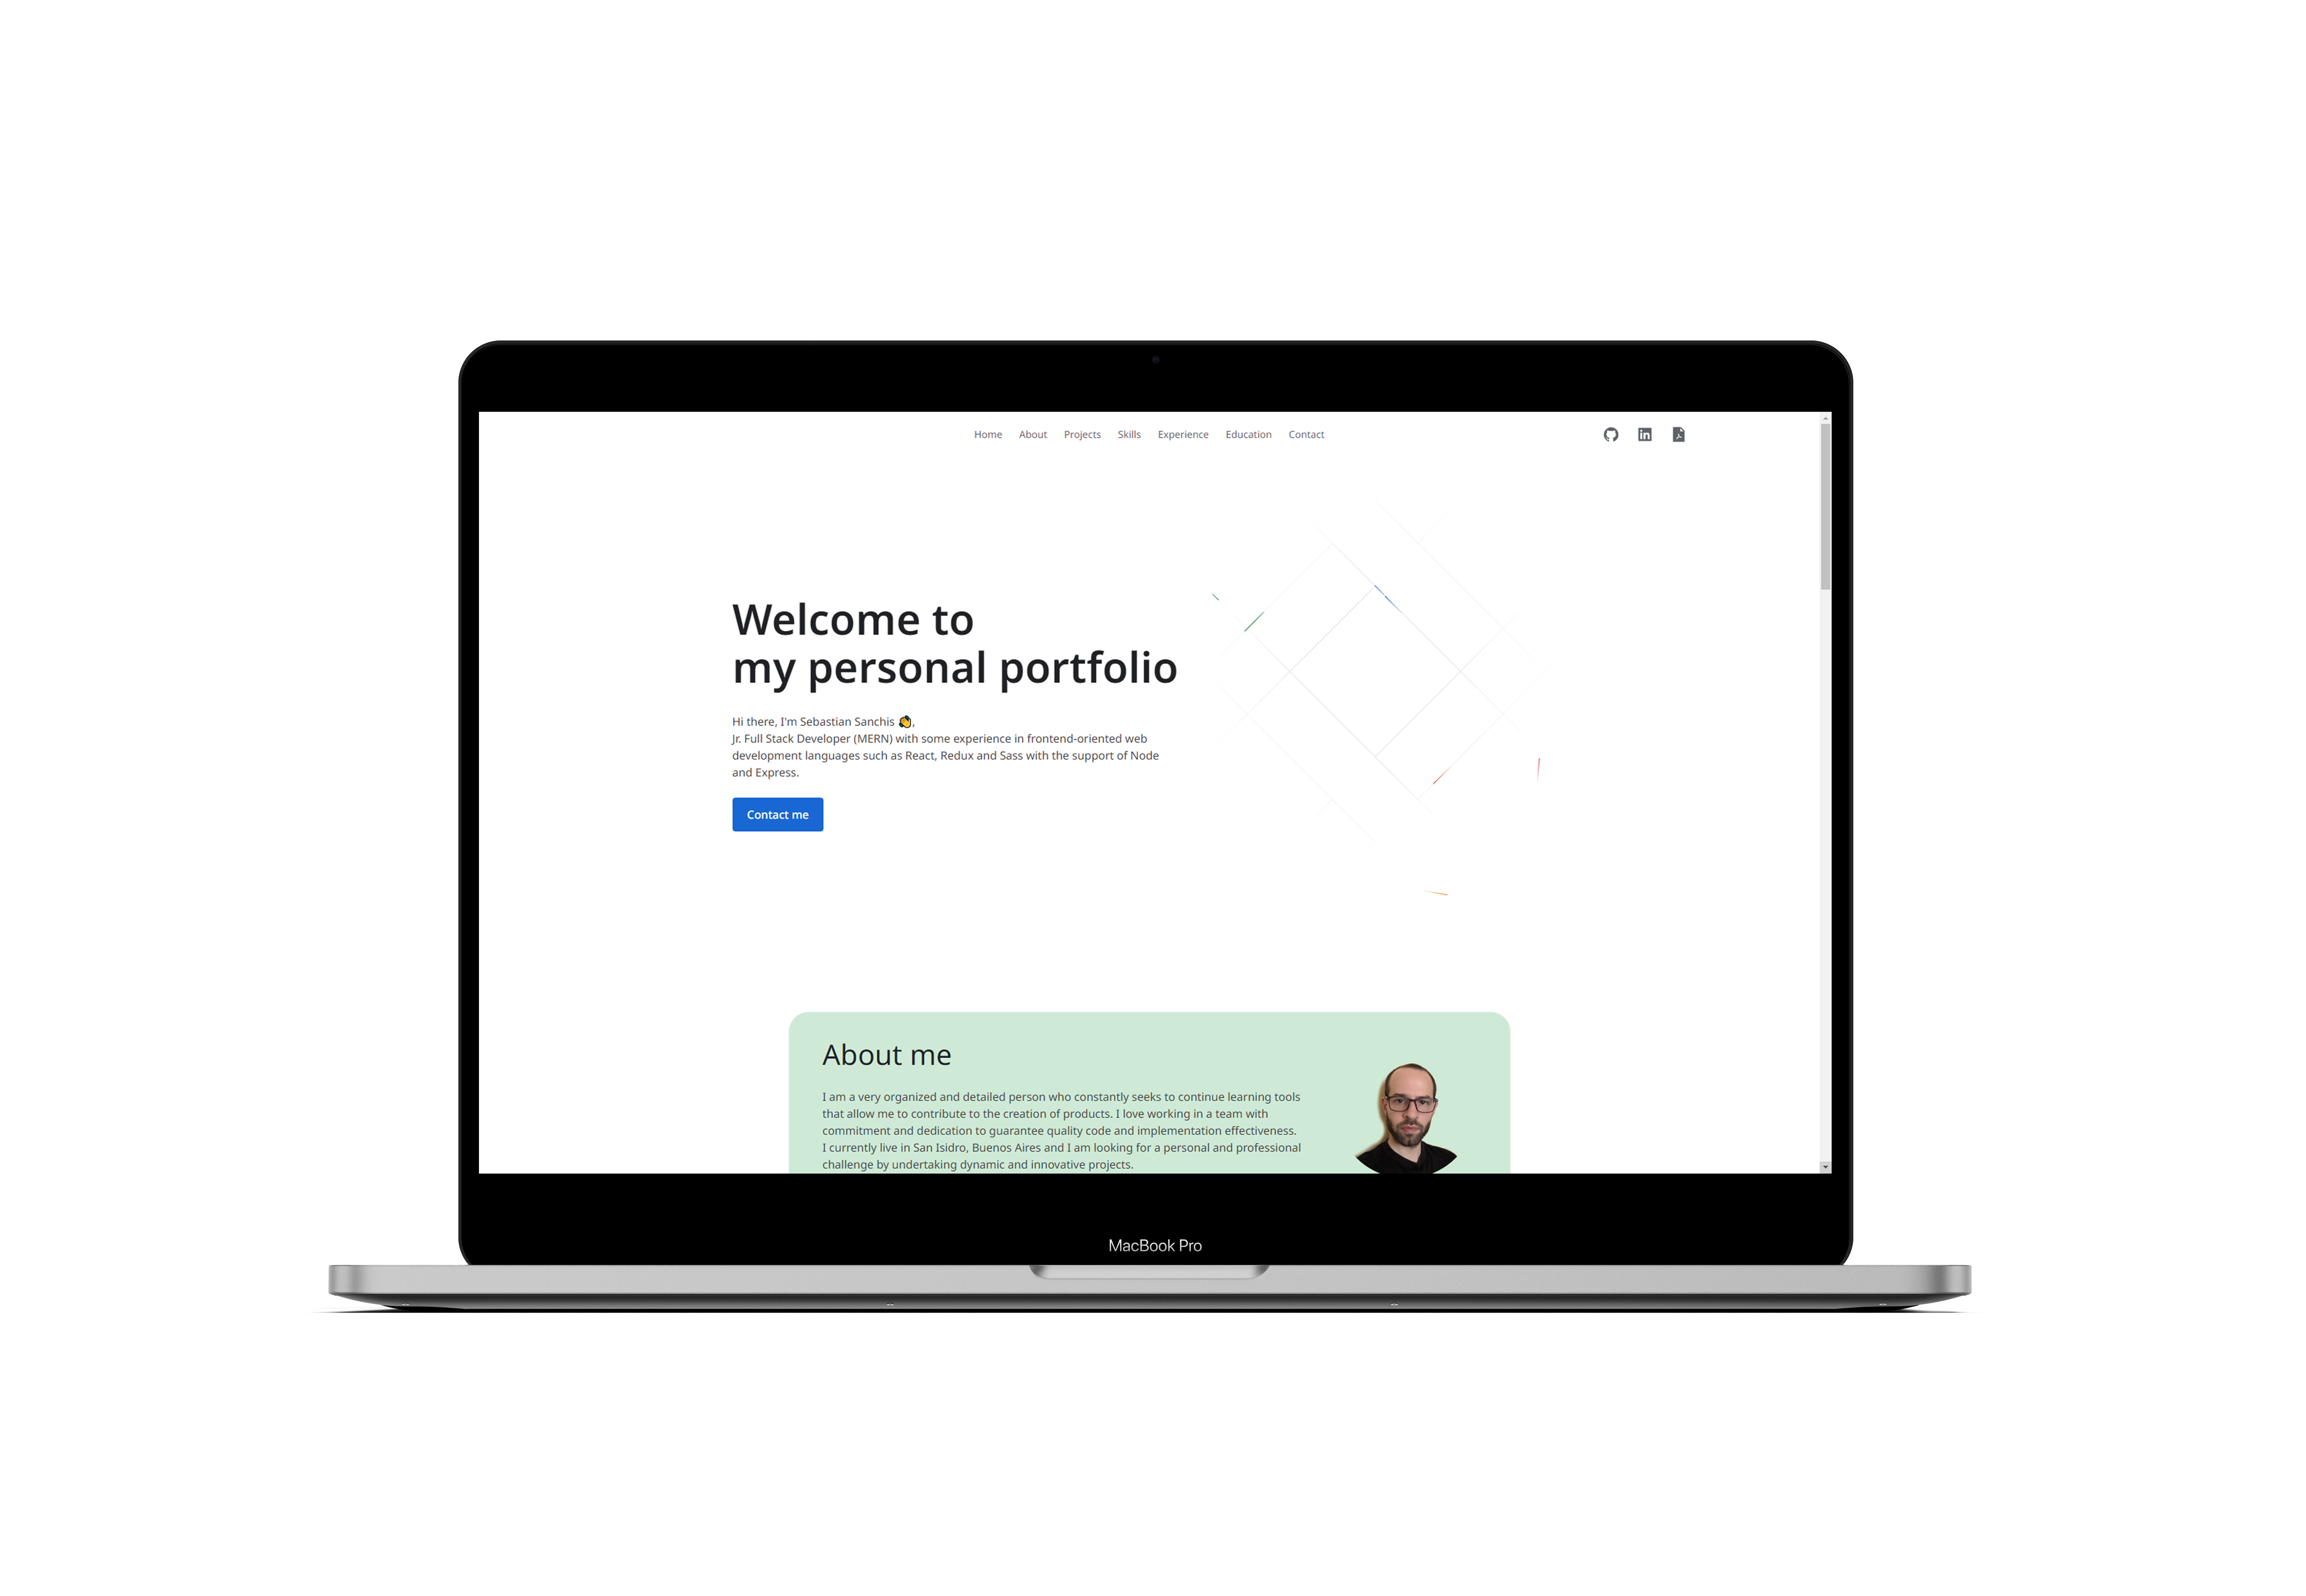 Home About Projects Skills Experience Education Contact
in
Welcome to
my personal portfolio
Hi there, I'm Sebastian Sanchis 👋,
Jr. Full Stack Developer (MERN) with some experience in frontend-oriented web
development languages such as React, Redux and Sass with the support of Node
and Express.
Contact me
About me
I am a very organized and detailed person who constantly seeks to continue learning tools
that allow me to contribute to the creation of products. I love working in a team with
commitment and dedication to guarantee quality code and implementation effectiveness.
I currently live in San Isidro, Buenos Aires and I am looking for a personal and professional
challenge by undertaking dynamic and innovative projects.
MacBook Pro